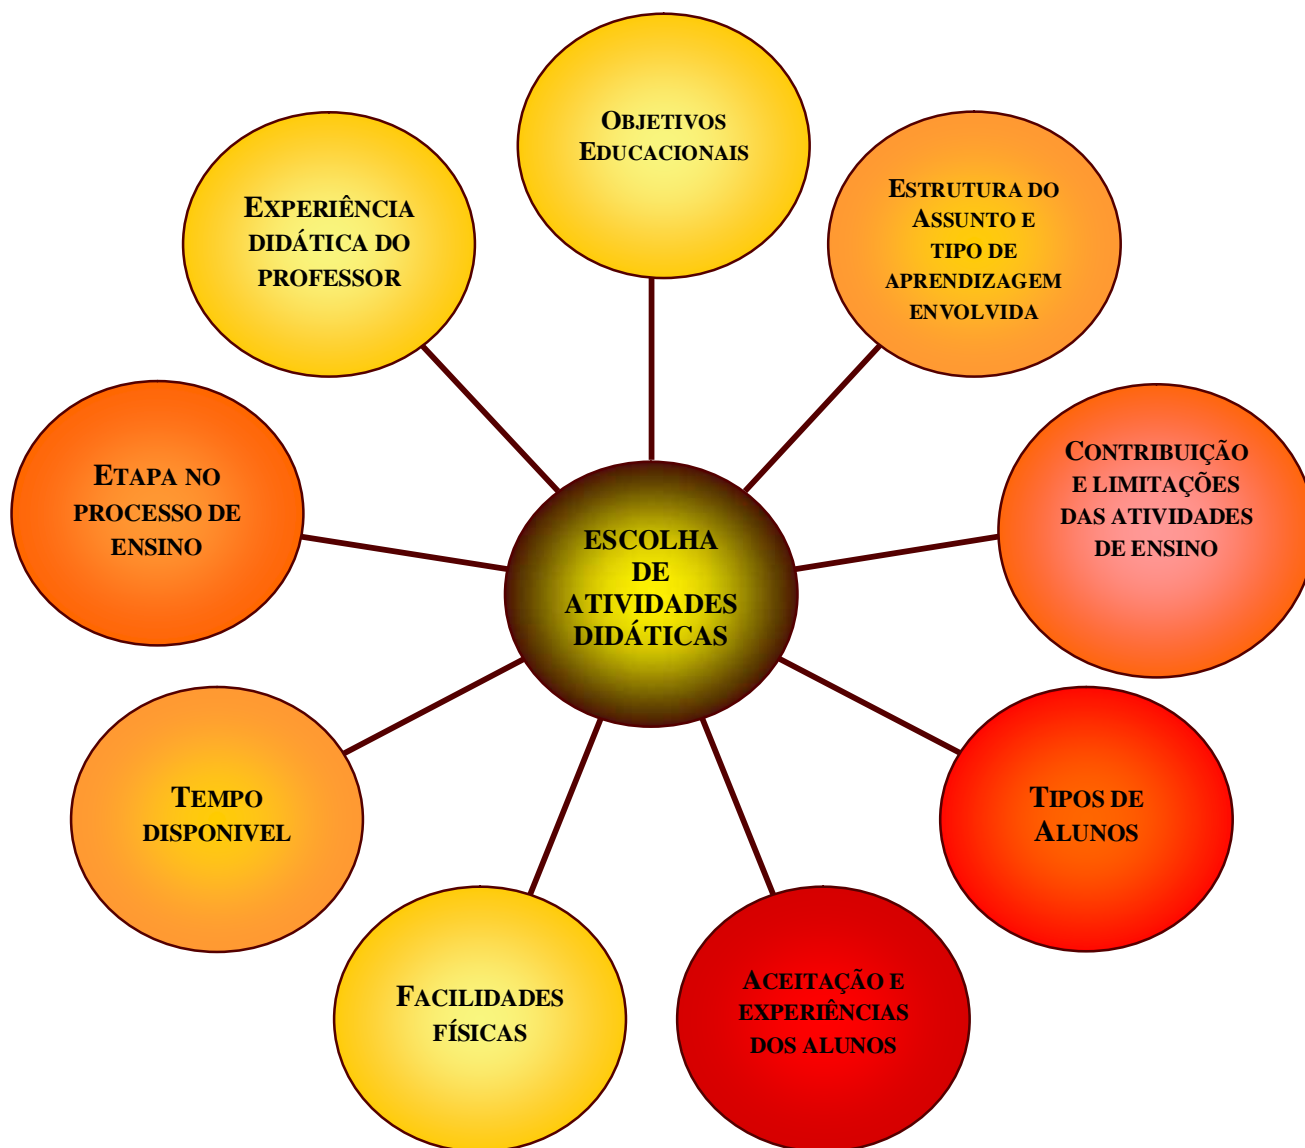 OBJETIVOS
EDUCACIONAIS
ESTRUTURA DO
ASSUNTO E
TIPO DE
APRENDIZAGEM
ENVOLVIDA
CONTRIBUIÇÃO
E LIMITAÇÕES
DAS ATIVIDADES
DE ENSINO
TIPOS DE
ALUNOS
ACEITAÇÃO E
EXPERIÊNCIAS
DOS ALUNOS
FACILIDADES
FÍSICAS
TEMPO
DISPONIVEL
ETAPA NO
PROCESSO DE
ENSINO
EXPERIÊNCIA
DIDÁTICA DO
PROFESSOR
ESCOLHA
DE
ATIVIDADES
DIDÁTICAS